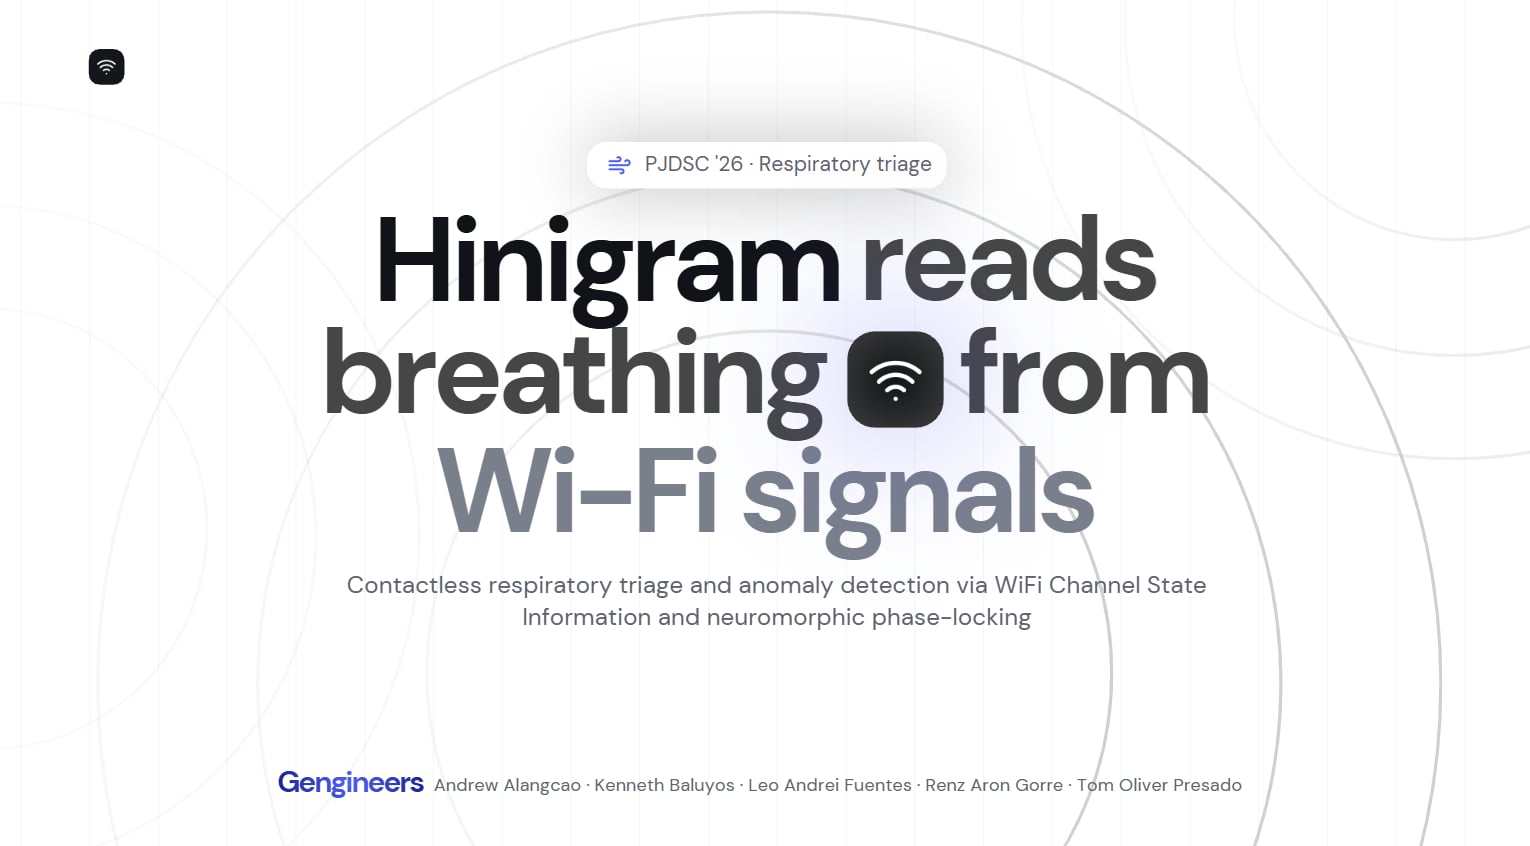 PJDSC '26 · Respiratory triage
Hinigram reads
breathing from
Wi-Fi signals
Contactless respiratory triage and anomaly detection via WiFi Channel State
Information and neuromorphic phase-locking
Gengineers Andrew Alangcao · Kenneth Baluyos · Leo Andrei Fuentes · Renz Aron Gorre · Tom Oliver Presado